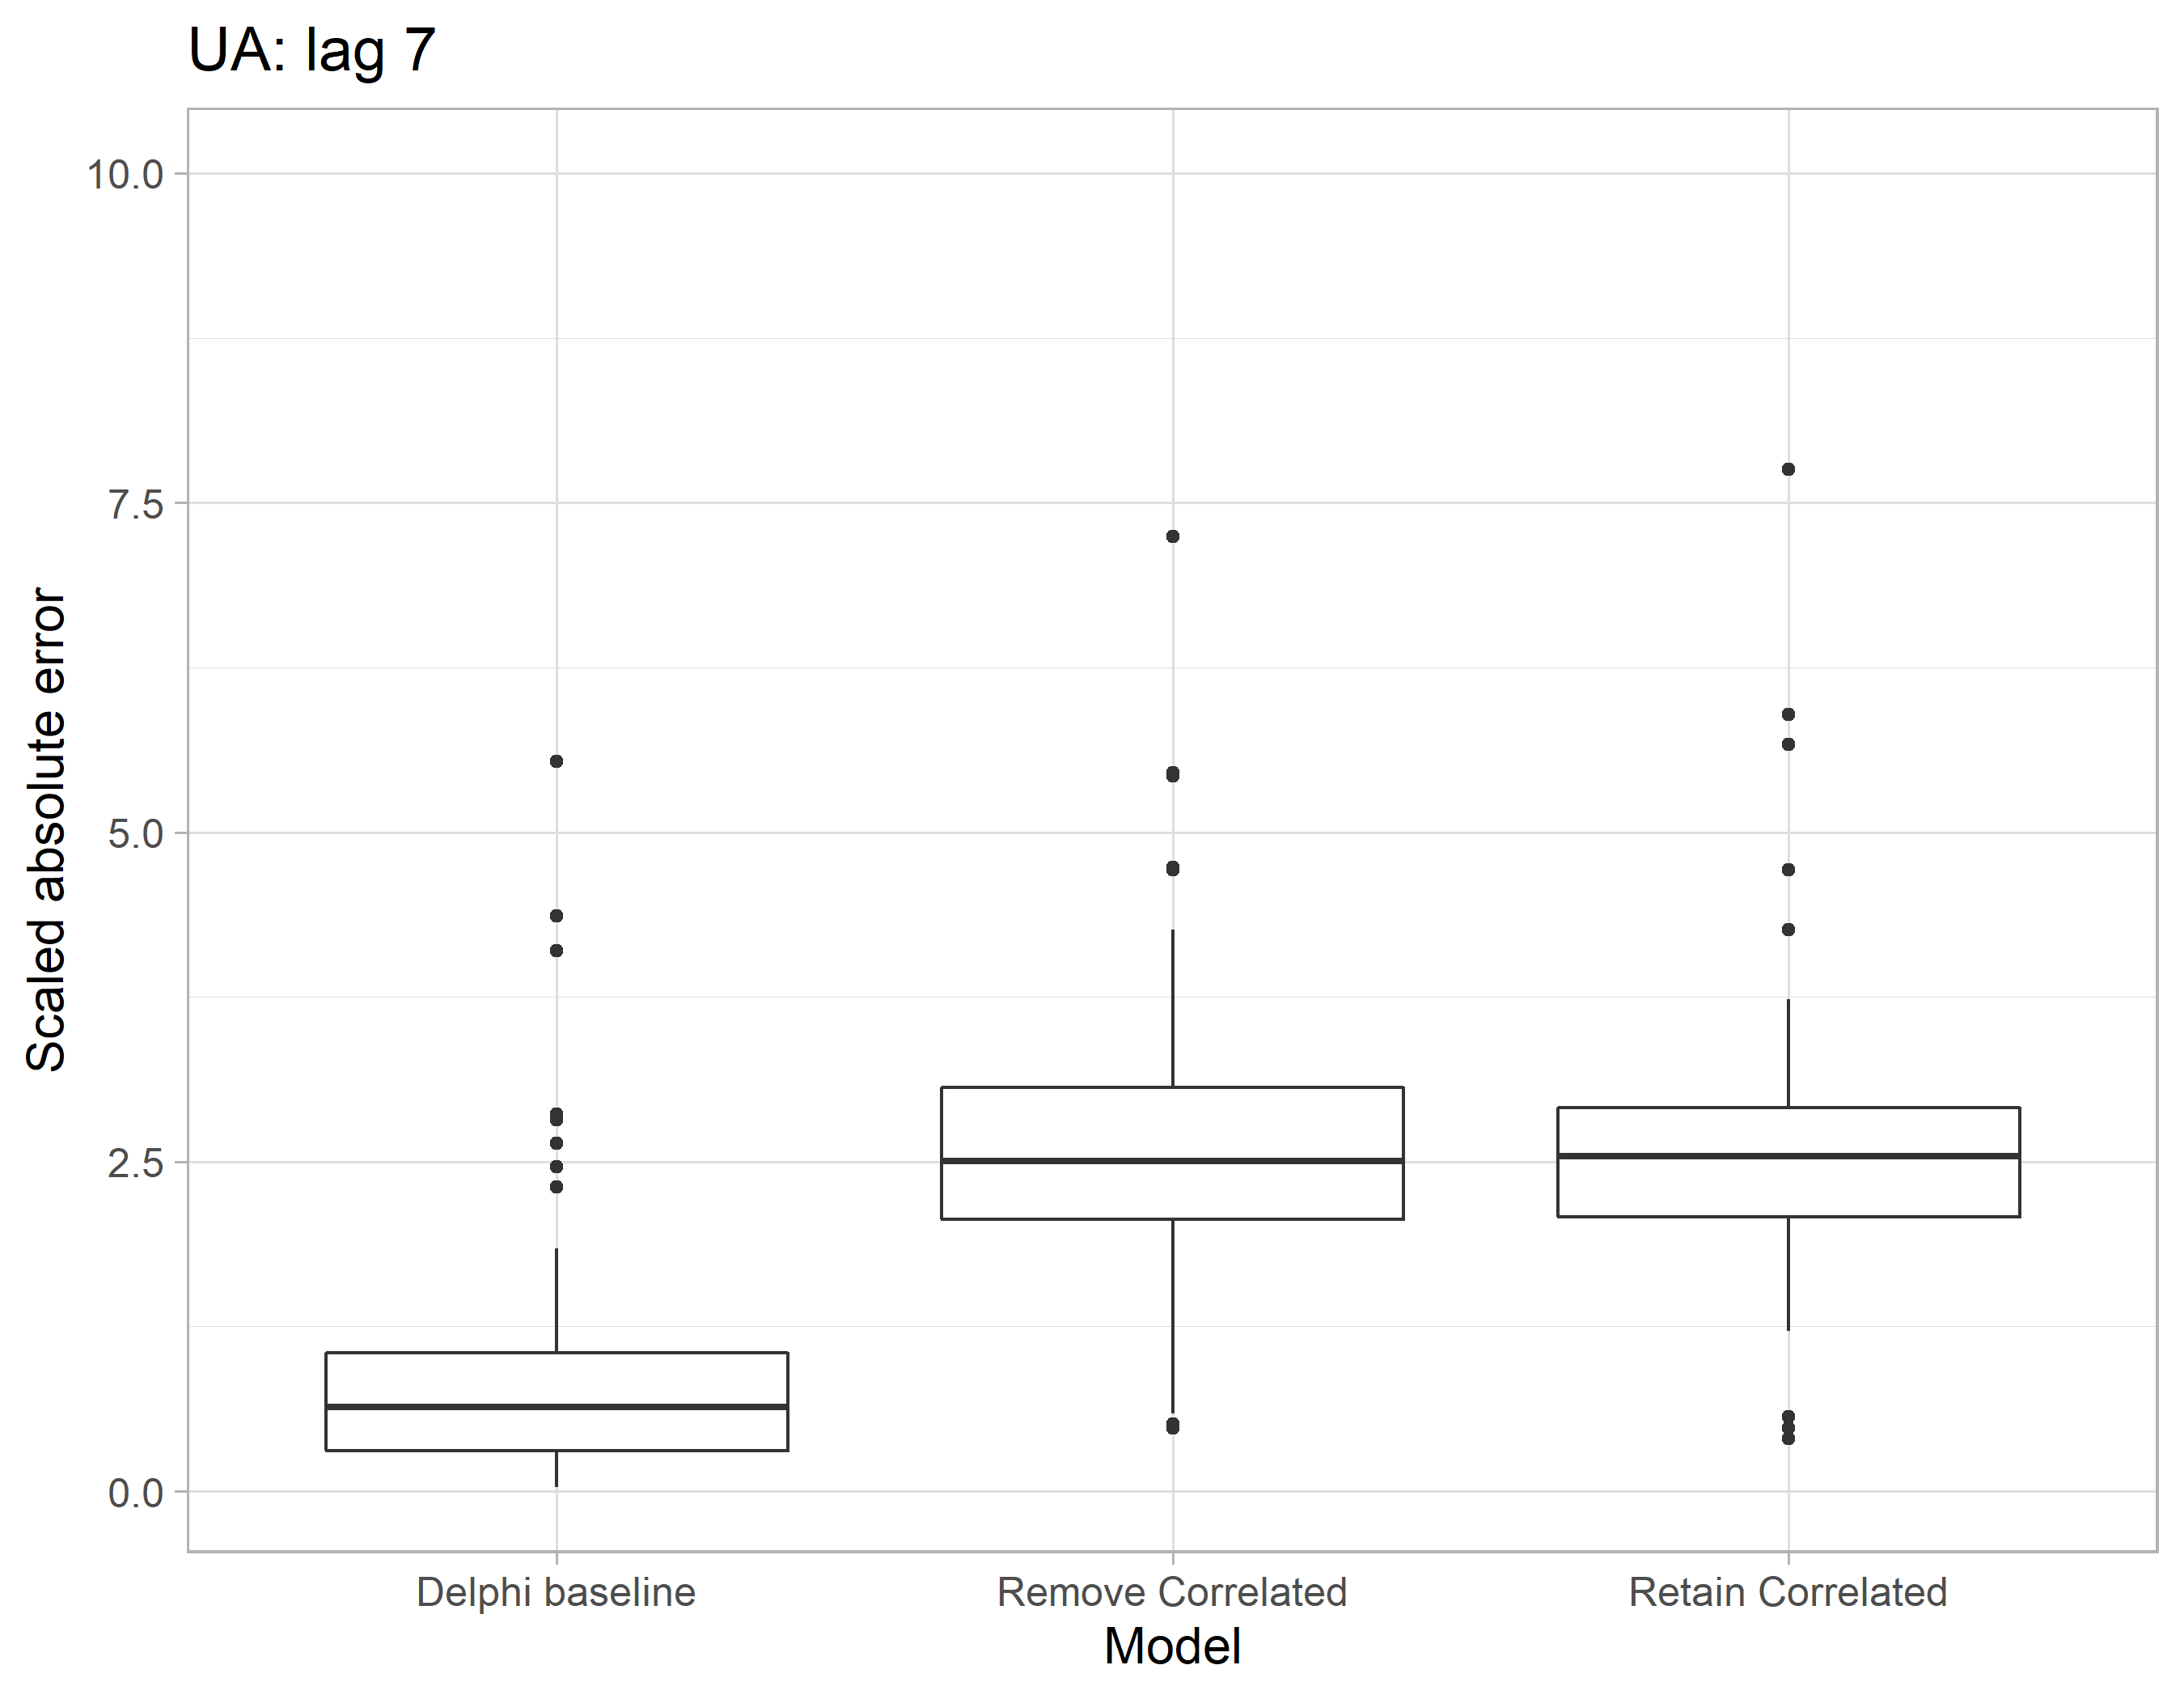 UA: lag 7
10.0
7.5
5.0
2.5
0.0
Scaled absolute error
Delphi baseline
Remove Correlated
Retain Correlated
Model